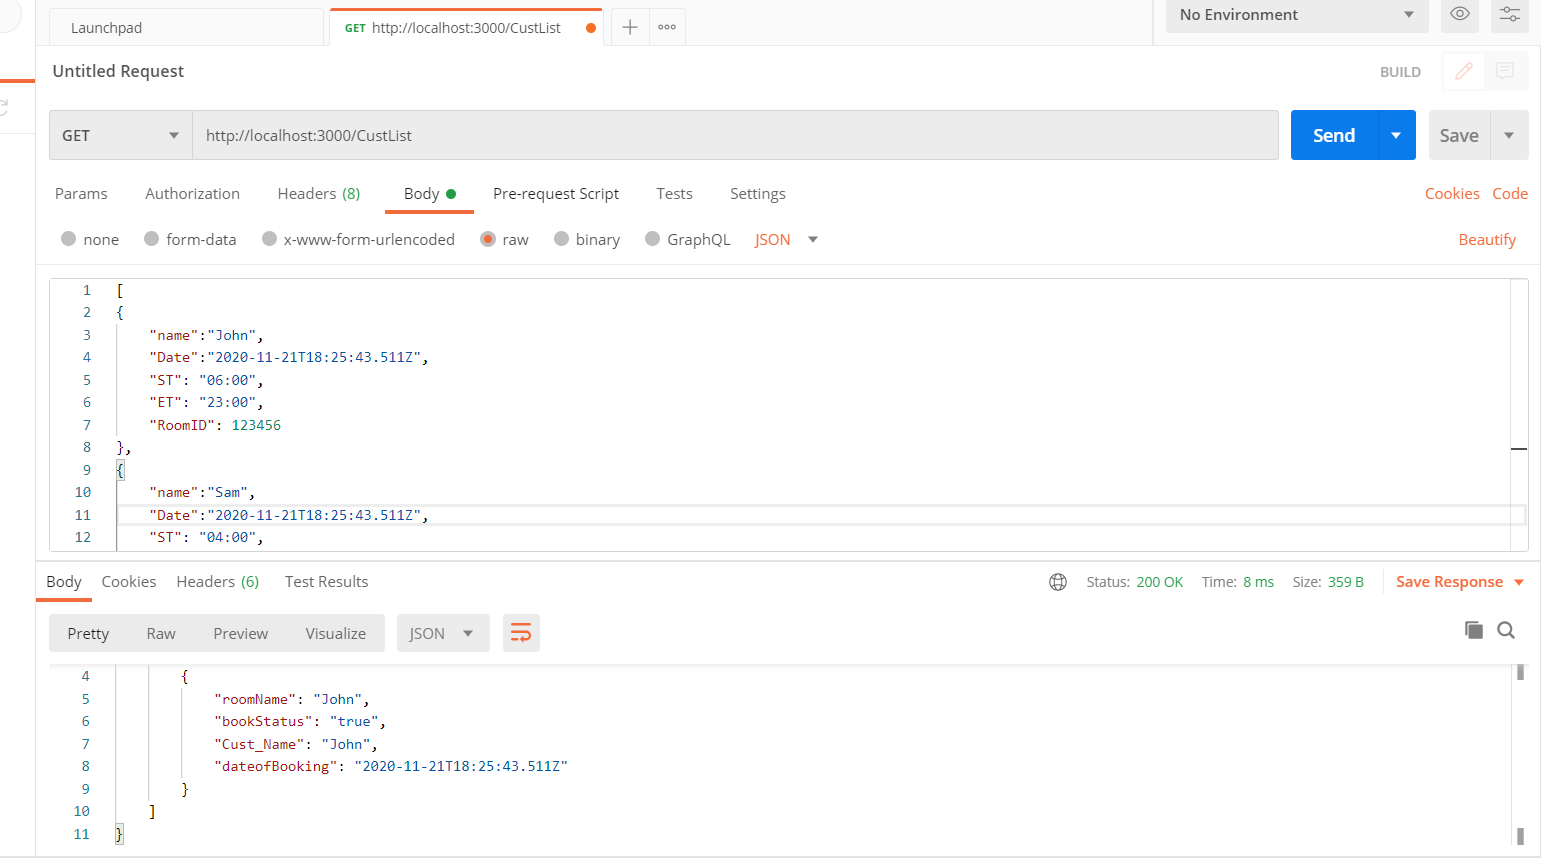 Launchpad
GET http://localhost:3000/CustList
No Environment
Untitled Request
BUILD
GET
http://localhost:3000/CustList
Send
Save
Params Authorization Headers (8) Body Pre-request Script Tests Settings Cookies Code
none form-data x-www-form-urlencoded raw binary GraphQL JSON Beautify
1 [
2 {
3 "name":"John",
4 "Date":"2020-11-21T18:25:43.511Z",
5 "ST": "06:00",
6 "ET": "23:00",
7 "RoomID": 123456
8 },
9 {
10 "name":"Sam",
11 "Date":"2020-11-21T18:25:43.511Z",
12 "ST": "04:00",
Body Cookies Headers (6) Test Results Status: 200 OK Time: 8 ms Size: 359 B Save Response
Pretty Raw Preview Visualize JSON
4 {
5 "roomName": "John",
6 "bookStatus": "true",
7 "Cust_Name": "John",
8 "dateofBooking": "2020-11-21T18:25:43.511Z"
9 }
10 ]
11 }